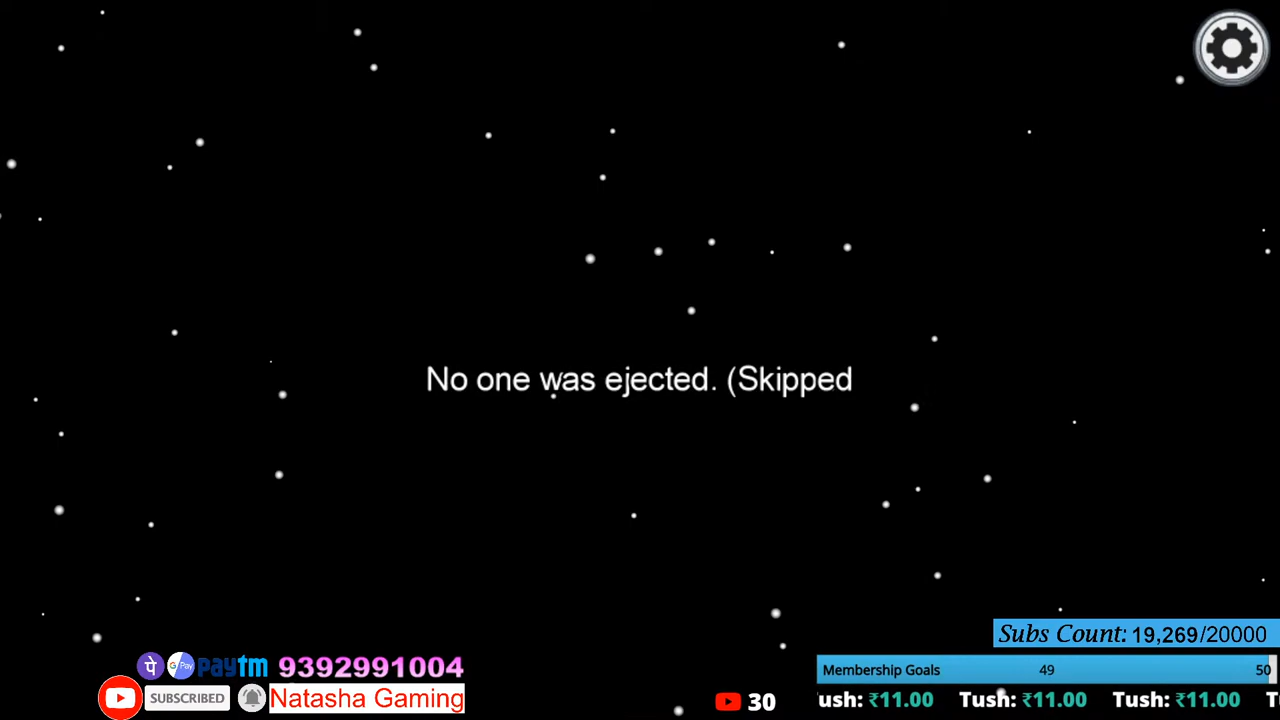 No one was ejected. (Skipped
Subs Count: 19,269/20000
Membership Goals 49 50
पे G Pay paytm 9392991004
SUBSCRIBED Natasha Gaming
30
ush: ₹11.00 Tush: ₹11.00 Tush: ₹11.00 T